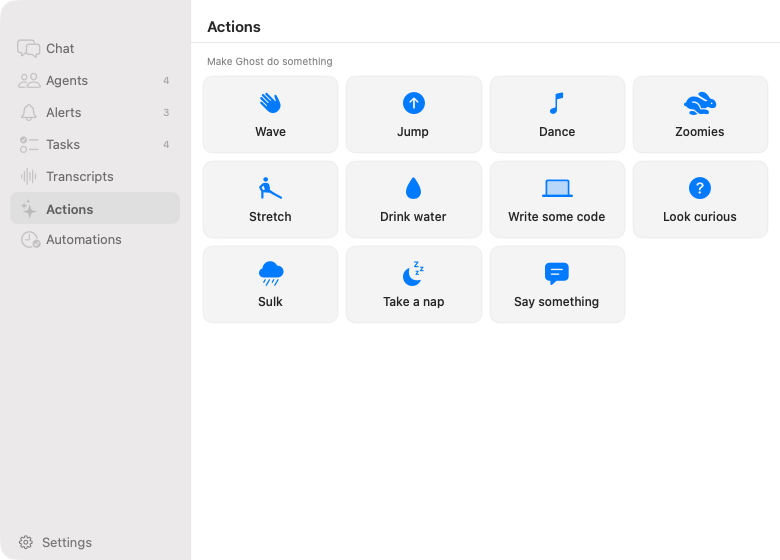 Actions
Chat
Agents 4
Alerts 3
Tasks 4
Transcripts
Actions
Automations
Settings
Make Ghost do something
Wave
Jump
Dance
Zoomies
Stretch
Drink water
Write some code
?
Look curious
Sulk
z z z
Take a nap
Say something